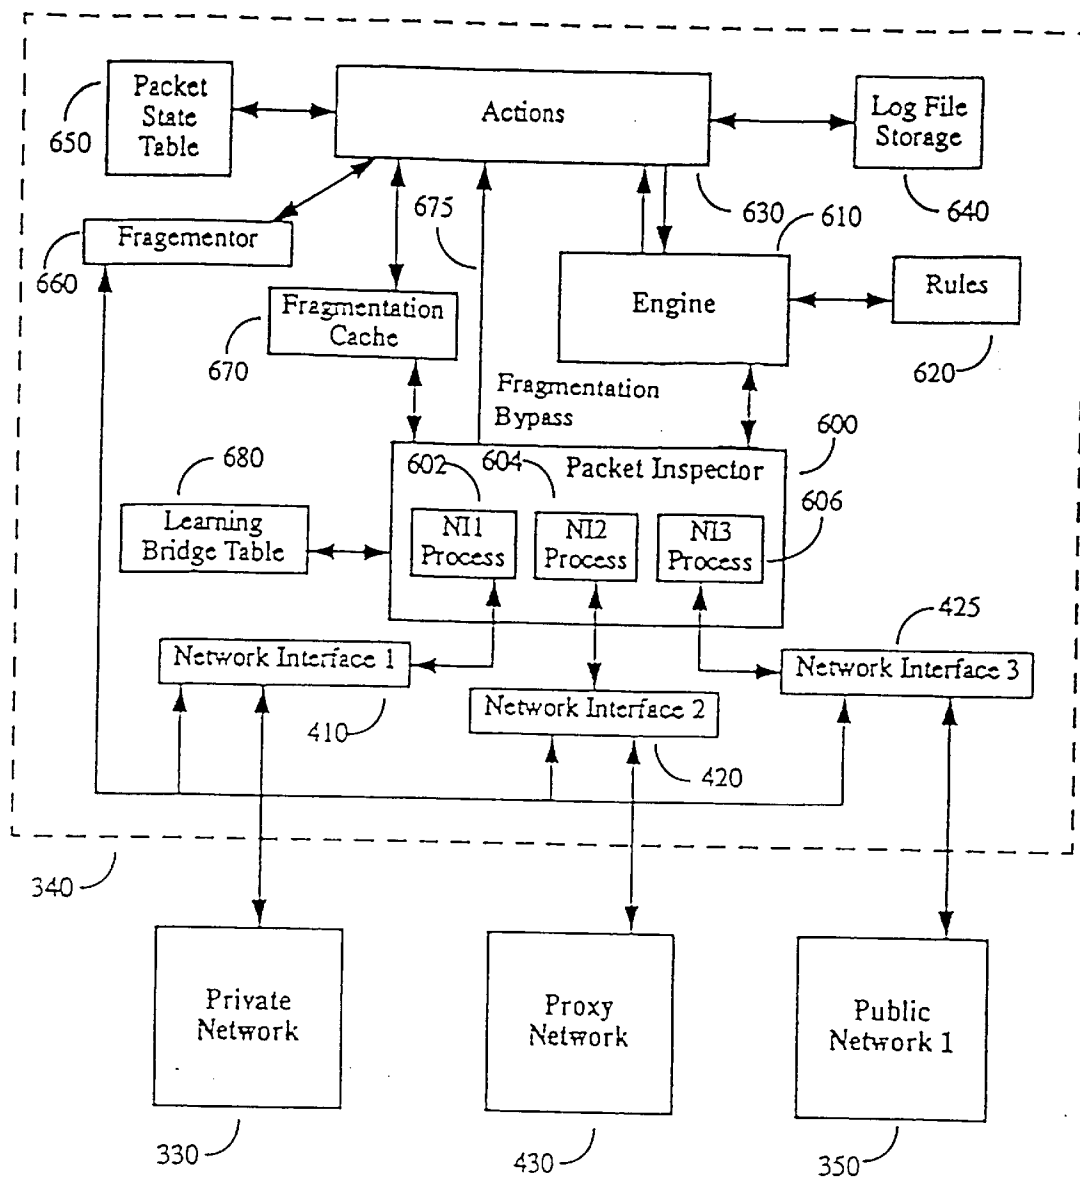 Packet
State
Table
650
Actions
Log File
Storage
640
630
675
610
Fragementor
660
Fragmentation
Cache
670
Engine
Rules
620
Fragmentation
Bypass
600
680
602
604
Packet Inspector
606
Learning
Bridge Table
NI1
Process
NI2
Process
NI3
Process
425
Network Interface 1
410
Network Interface 2
420
Network Interface 3
340
Private
Network
330
Proxy
Network
430
Public
Network 1
350